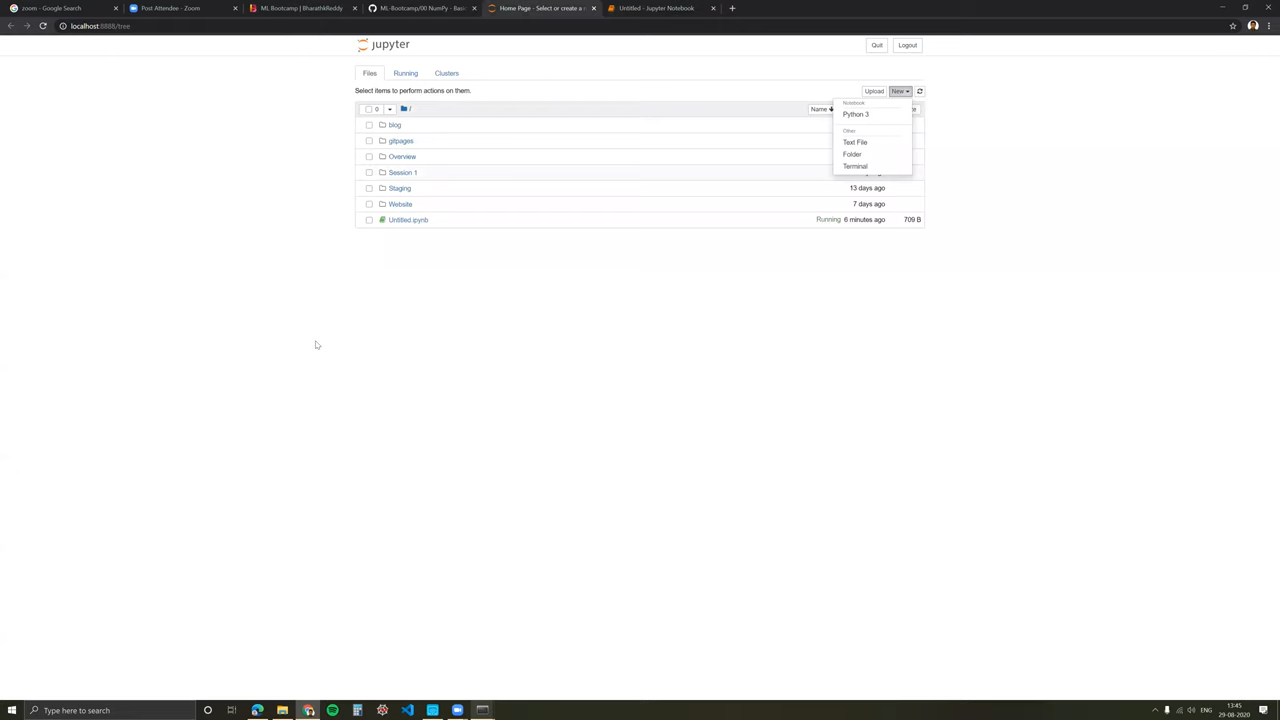 zoom - Google Search
Post Attendee - Zoom
ML Bootcamp | BharathkReddy
ML-Bootcamp/00 NumPy - Basic
Home Page - Select or create a n
Untitled - Jupyter Notebook
localhost:8888/tree
jupyter
Quit
Logout
Files
Running
Clusters
Select items to perform actions on them.
Upload
New
0
/
Name
Notebook
Python 3
Other
Text File
Folder
Terminal
blog
gitpages
Overview
Session 1
Staging
13 days ago
Website
7 days ago
Untitled.ipynb
Running 6 minutes ago
709 B
Type here to search
ENG
13:45
29-08-2020